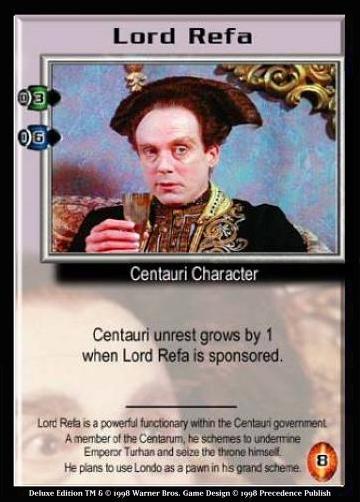 Lord Refa
3
6
Centauri Character
Centauri unrest grows by 1
when Lord Refa is sponsored.
Lord Refa is a powerful functionary within the Centauri government.
A member of the Centarum, he schemes to undermine
Emperor Turhan and seize the throne himself.
He plans to use Londo as a pawn in his grand scheme.
8
Deluxe Edition TM & © 1998 Warner Bros. Game Design © 1998 Precedence Publish